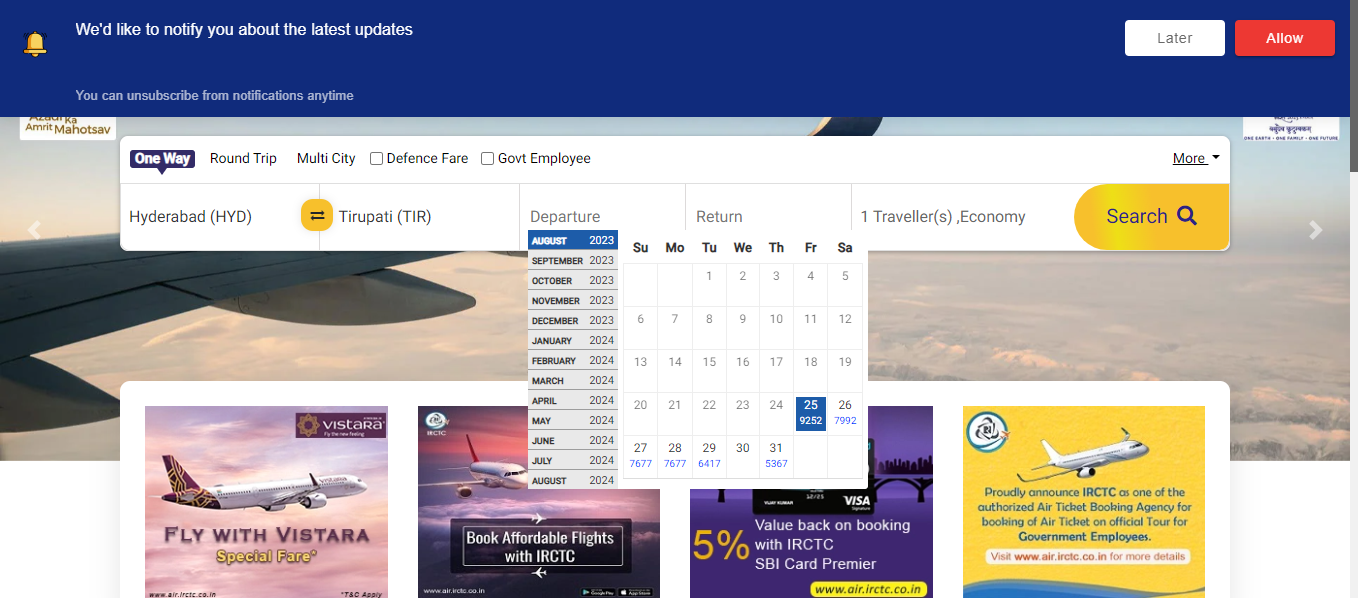 We'd like to notify you about the latest updates
Later
Allow
You can unsubscribe from notifications anytime
Azadi Ka
Amrit Mahotsav
वसुधैव कुटुम्बकम्
ONE EARTH • ONE FAMILY • ONE FUTURE
One Way Round Trip Multi City Defence Fare Govt Employee More
Hyderabad (HYD) Tirupati (TIR) Departure Return 1 Traveller(s) ,Economy Search
AUGUST 2023
SEPTEMBER 2023
OCTOBER 2023
NOVEMBER 2023
DECEMBER 2023
JANUARY 2024
FEBRUARY 2024
MARCH 2024
APRIL 2024
MAY 2024
JUNE 2024
JULY 2024
AUGUST 2024
Su Mo Tu We Th Fr Sa
1 2 3 4 5
6 7 8 9 10 11 12
13 14 15 16 17 18 19
20 21 22 23 24 25 26
9252 7992
27 28 29 30 31
7677 7677 6417 5367
VISTARA
Fly the new feeling
FLY WITH VISTARA
Special Fare*
www.air.irctc.co.in *T&C Apply
IRCTC
Book Affordable Flights
with IRCTC
www.air.irctc.co.in
Google Play App Store
12/25
VIJAY KUMAR
VISA
Signature
5% Value back on booking
with IRCTC
SBI Card Premier
www.air.irctc.co.in
Proudly announce IRCTC as one of the
authorized Air Ticket Booking Agency for
booking of Air Ticket on official Tour for
Government Employees.
Visit www.air.irctc.co.in for more details